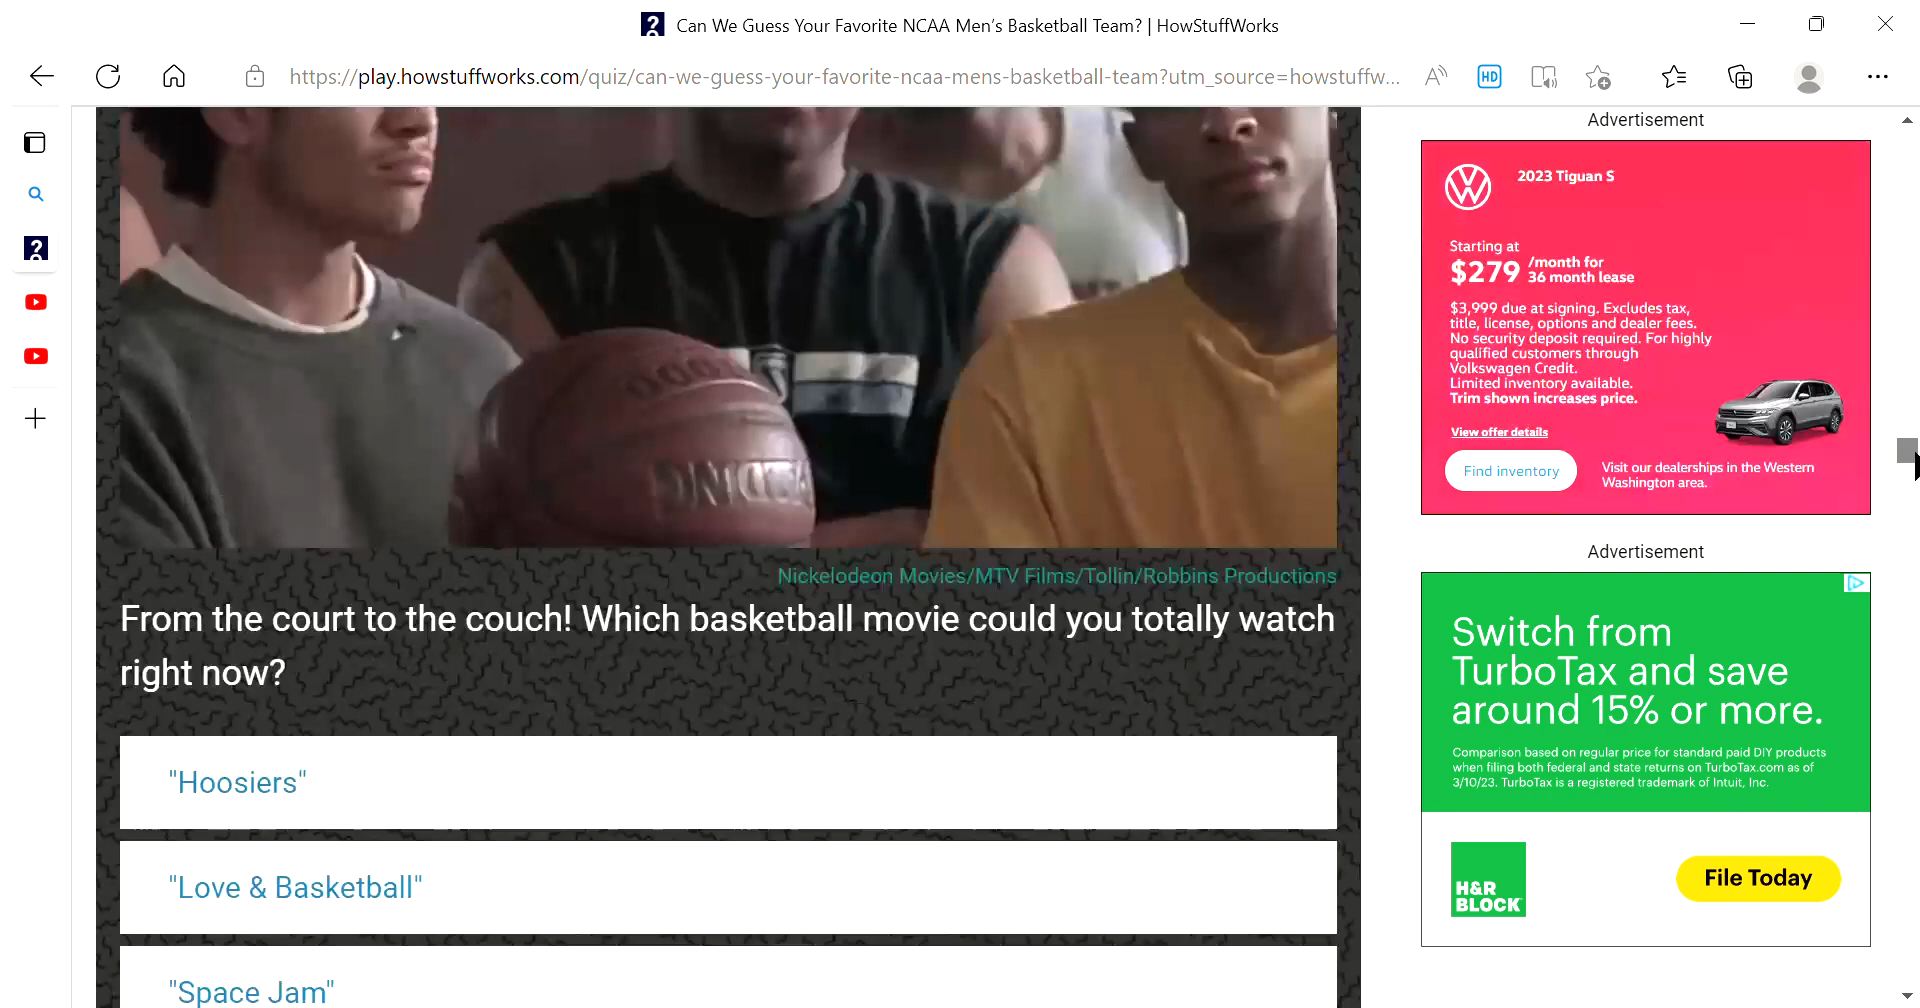 Can We Guess Your Favorite NCAA Men's Basketball Team? | HowStuffWorks
https://play.howstuffworks.com/quiz/can-we-guess-your-favorite-ncaa-mens-basketball-team?utm_source=howstuffw...
HD
Nickelodeon Movies/MTV Films/Tollin/Robbins Productions
From the court to the couch! Which basketball movie could you totally watch
right now?
"Hoosiers"
"Love & Basketball"
"Space Jam"
Advertisement
2023 Tiguan S
Starting at
$279 /month for
36 month lease
$3,999 due at signing. Excludes tax,
title, license, options and dealer fees.
No security deposit required. For highly
qualified customers through
Volkswagen Credit.
Limited inventory available.
Trim shown increases price.
View offer details
Find inventory
Visit our dealerships in the Western
Washington area.
Advertisement
Switch from
TurboTax and save
around 15% or more.
Comparison based on regular price for standard paid DIY products
when filing both federal and state returns on TurboTax.com as of
3/10/23. TurboTax is a registered trademark of Intuit, Inc.
H&R
BLOCK
File Today